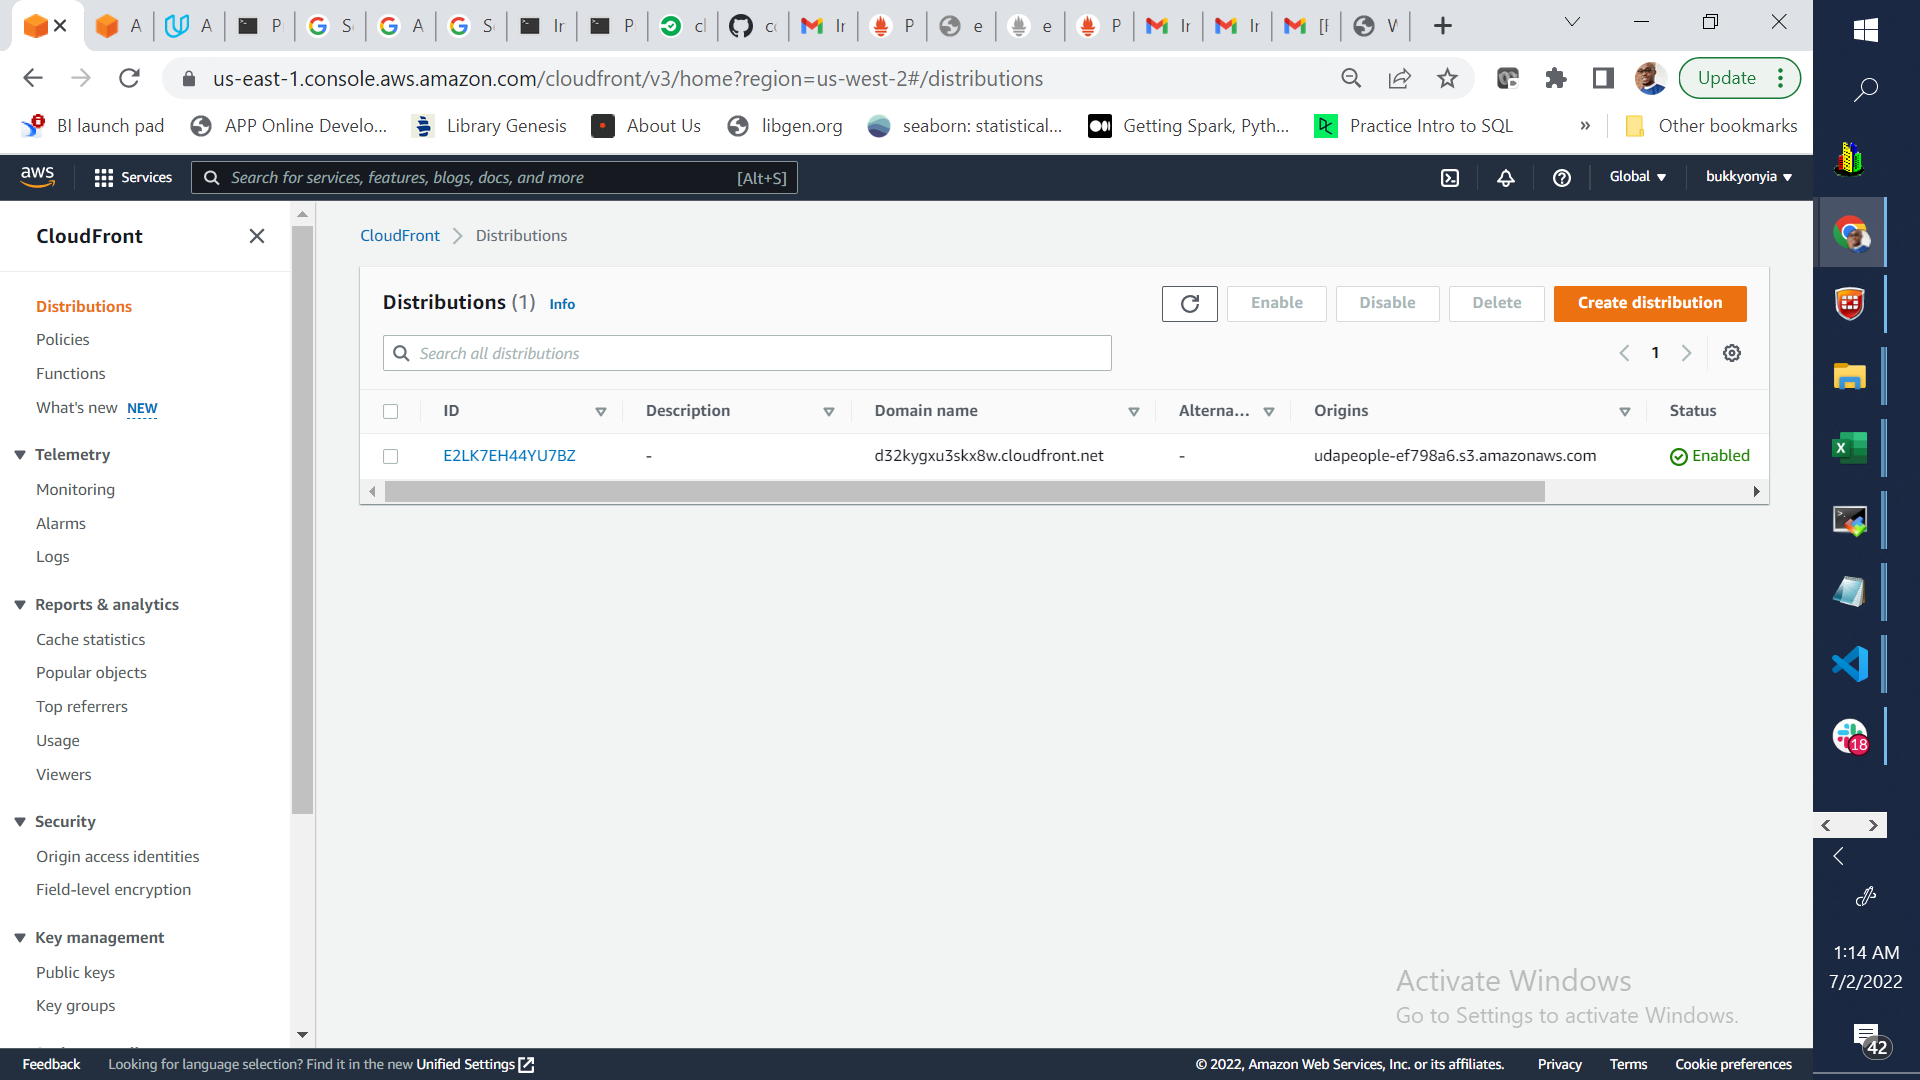 A
A
P
S
A
S
Ir
P
cl
cc
Ir
P
e
e
P
Ir
Ir
[F
us-east-1.console.aws.amazon.com/cloudfront/v3/home?region=us-west-2#/distributions
Update
BI launch pad
APP Online Develo...
Library Genesis
About Us
libgen.org
seaborn: statistical...
Getting Spark, Pyth...
Practice Intro to SQL
»
Other bookmarks
aws
Services
Search for services, features, blogs, docs, and more
[Alt+S]
Global
bukkyonyia
CloudFront
Distributions
Policies
Functions
What's new NEW
Telemetry
Monitoring
Alarms
Logs
Reports & analytics
Cache statistics
Popular objects
Top referrers
Usage
Viewers
Security
Origin access identities
Field-level encryption
Key management
Public keys
Key groups
CloudFront
Distributions
Distributions (1) Info
Enable
Disable
Delete
Create distribution
Search all distributions
1
ID
Description
Domain name
Alterna...
Origins
Status
E2LK7EH44YU7BZ
-
d32kygxu3skx8w.cloudfront.net
-
udapeople-ef798a6.s3.amazonaws.com
Enabled
Activate Windows
Go to Settings to activate Windows.
Feedback
Looking for language selection? Find it in the new Unified Settings
© 2022, Amazon Web Services, Inc. or its affiliates.
Privacy
Terms
Cookie preferences
18
1:14 AM
7/2/2022
42